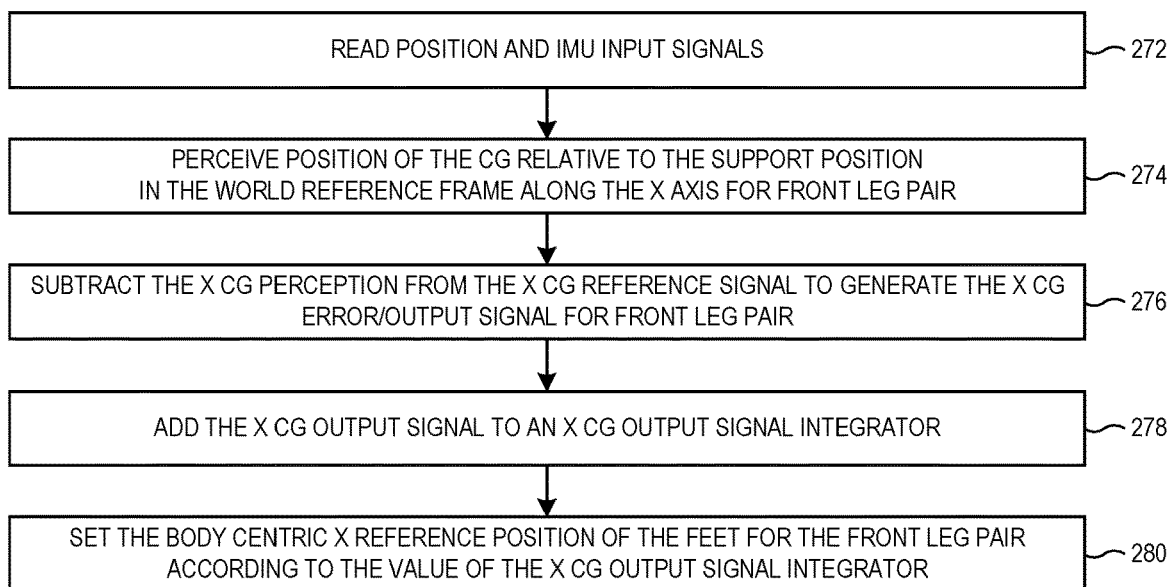 READ POSITION AND IMU INPUT SIGNALS
272
PERCEIVE POSITION OF THE CG RELATIVE TO THE SUPPORT POSITION
IN THE WORLD REFERENCE FRAME ALONG THE X AXIS FOR FRONT LEG PAIR
274
SUBTRACT THE X CG PERCEPTION FROM THE X CG REFERENCE SIGNAL TO GENERATE THE X CG
ERROR/OUTPUT SIGNAL FOR FRONT LEG PAIR
276
ADD THE X CG OUTPUT SIGNAL TO AN X CG OUTPUT SIGNAL INTEGRATOR
278
SET THE BODY CENTRIC X REFERENCE POSITION OF THE FEET FOR THE FRONT LEG PAIR
ACCORDING TO THE VALUE OF THE X CG OUTPUT SIGNAL INTEGRATOR
280